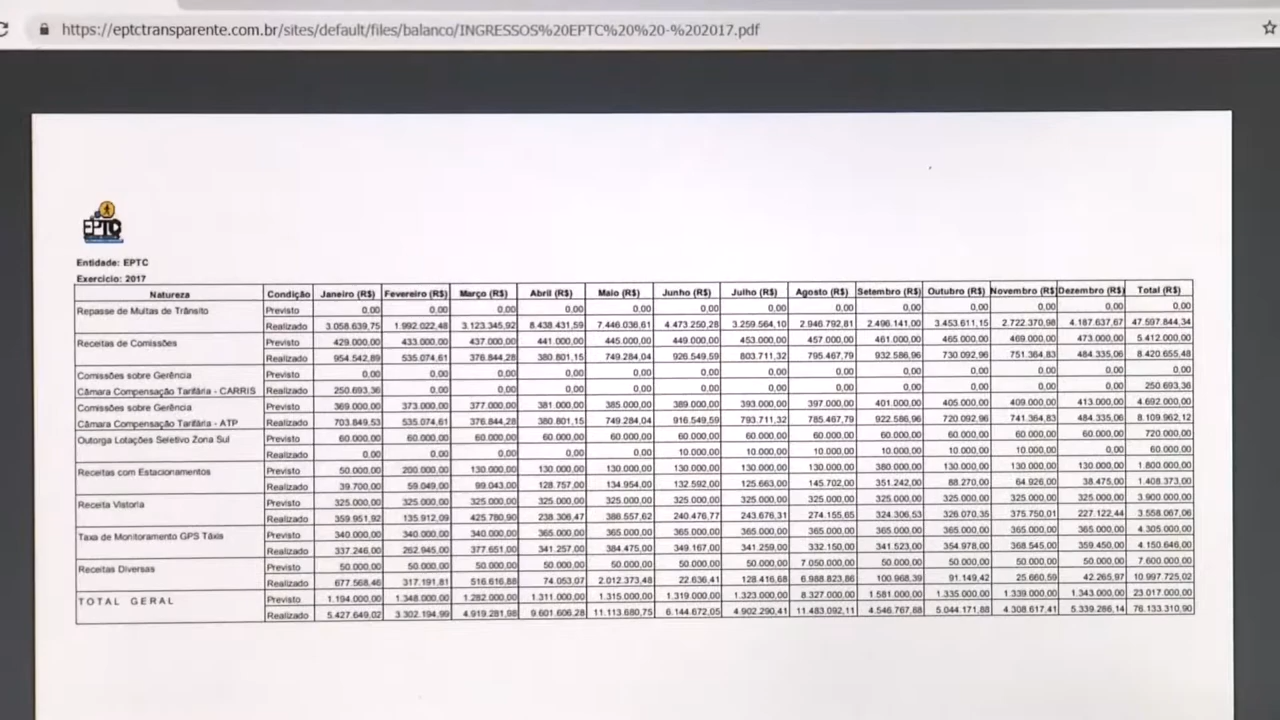 https://eptctransparente.com.br/sites/default/files/balanco/INGRESSOS%20EPTC%20%20-%202017.pdf
EPTC
Entidade: EPTC
Exercício: 2017
Natureza Condição Janeiro (R$) Fevereiro (R$) Março (R$) Abril (R$) Maio (R$) Junho (R$) Julho (R$) Agosto (R$) Setembro (R$) Outubro (R$) Novembro (R$) Dezembro (R$) Total (R$)
Repasse de Multas de Trânsito Previsto 0,00 0,00 0,00 0,00 0,00 0,00 0,00 0,00 0,00 0,00 0,00 0,00 0,00
Realizado 3.058.639,75 1.992.022,48 3.123.345,92 8.438.431,59 7.446.036,61 4.473.250,28 3.259.564,10 2.946.792,81 2.496.141,00 3.453.611,15 2.722.370,98 4.187.637,67 47.597.844,34
Receitas de Comissões Previsto 429.000,00 433.000,00 437.000,00 441.000,00 445.000,00 449.000,00 453.000,00 457.000,00 461.000,00 465.000,00 469.000,00 473.000,00 5.412.000,00
Realizado 954.542,89 535.074,61 376.844,28 380.801,15 749.284,04 926.549,59 803.711,32 795.467,79 932.586,96 730.092,96 751.364,83 484.335,06 8.420.655,48
Comissões sobre Gerência Previsto 0,00 0,00 0,00 0,00 0,00 0,00 0,00 0,00 0,00 0,00 0,00 0,00 0,00
Câmara Compensação Tarifária - CARRIS Realizado 250.693,36 0,00 0,00 0,00 0,00 0,00 0,00 0,00 0,00 0,00 0,00 0,00 250.693,36
Comissões sobre Gerência Previsto 369.000,00 373.000,00 377.000,00 381.000,00 385.000,00 389.000,00 393.000,00 397.000,00 401.000,00 405.000,00 409.000,00 413.000,00 4.692.000,00
Câmara Compensação Tarifária - ATP Realizado 703.849,53 535.074,61 376.844,28 380.801,15 749.284,04 916.549,59 793.711,32 785.467,79 922.586,96 720.092,96 741.364,83 484.335,06 8.109.962,12
Outorga Lotações Seletivo Zona Sul Previsto 60.000,00 60.000,00 60.000,00 60.000,00 60.000,00 60.000,00 60.000,00 60.000,00 60.000,00 60.000,00 60.000,00 60.000,00 720.000,00
Realizado 0,00 0,00 0,00 0,00 0,00 10.000,00 10.000,00 10.000,00 10.000,00 10.000,00 10.000,00 0,00 60.000,00
Receitas com Estacionamentos Previsto 50.000,00 200.000,00 130.000,00 130.000,00 130.000,00 130.000,00 130.000,00 130.000,00 380.000,00 130.000,00 130.000,00 130.000,00 1.800.000,00
Realizado 39.700,00 59.049,00 99.043,00 128.757,00 134.954,00 132.592,00 125.663,00 145.702,00 351.242,00 88.270,00 64.926,00 38.475,00 1.408.373,00
Receita Vistoria Previsto 325.000,00 325.000,00 325.000,00 325.000,00 325.000,00 325.000,00 325.000,00 325.000,00 325.000,00 325.000,00 325.000,00 325.000,00 3.900.000,00
Realizado 359.951,92 135.912,09 425.780,90 238.306,47 386.557,62 240.476,77 243.676,31 274.155,65 324.306,53 326.070,35 375.750,01 227.122,44 3.558.067,06
Taxa de Monitoramento GPS Táxis Previsto 340.000,00 340.000,00 340.000,00 365.000,00 365.000,00 365.000,00 365.000,00 365.000,00 365.000,00 365.000,00 365.000,00 365.000,00 4.305.000,00
Realizado 337.246,00 262.945,00 377.651,00 341.257,00 384.475,00 349.167,00 341.259,00 332.150,00 341.523,00 354.978,00 368.545,00 359.450,00 4.150.646,00
Receitas Diversas Previsto 50.000,00 50.000,00 50.000,00 50.000,00 50.000,00 50.000,00 50.000,00 7.050.000,00 50.000,00 50.000,00 50.000,00 50.000,00 7.600.000,00
Realizado 677.568,46 317.191,81 516.616,88 74.053,07 2.012.373,48 22.636,41 128.416,68 6.988.823,86 100.968,39 91.149,42 25.660,59 42.265,97 10.997.725,02
TOTAL GERAL Previsto 1.194.000,00 1.348.000,00 1.282.000,00 1.311.000,00 1.315.000,00 1.319.000,00 1.323.000,00 8.327.000,00 1.581.000,00 1.335.000,00 1.339.000,00 1.343.000,00 23.017.000,00
Realizado 5.427.649,02 3.302.194,99 4.919.281,98 9.601.606,28 11.113.680,75 6.144.672,05 4.902.290,41 11.483.092,11 4.546.767,88 5.044.171,88 4.308.617,41 5.339.286,14 76.133.310,90